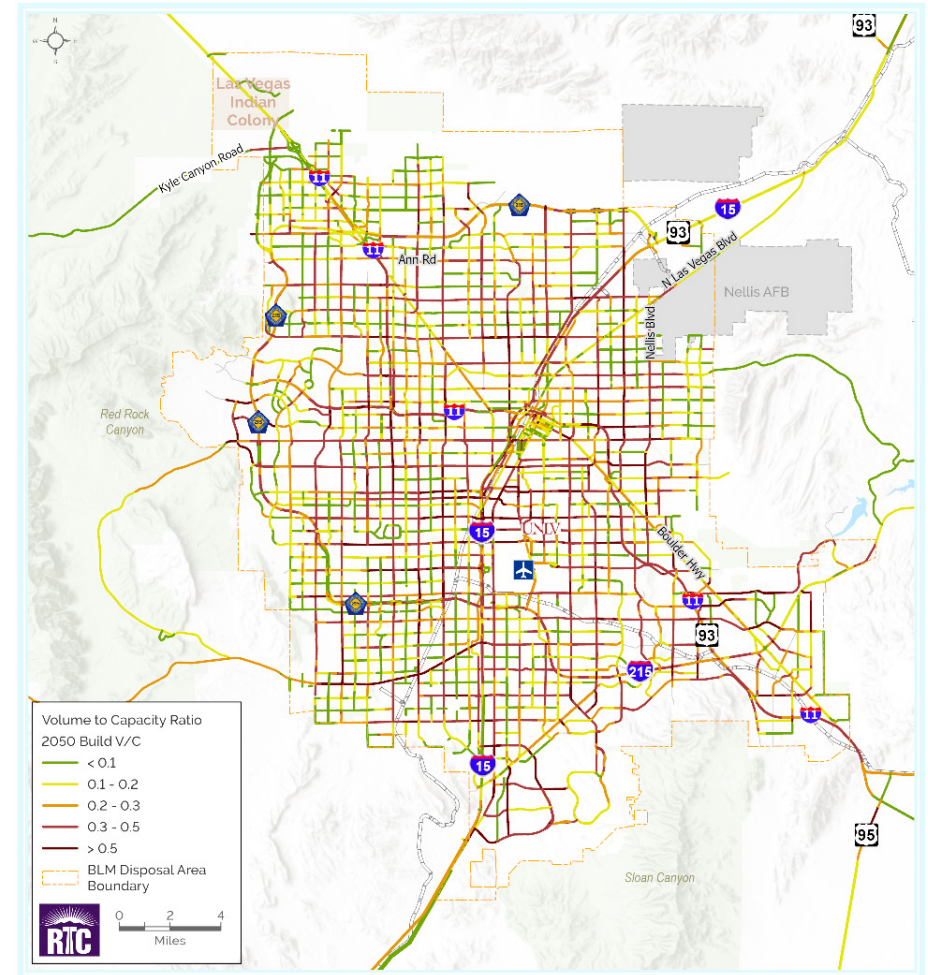 N
93
Las Vegas
Indian
Colony
Kyle Canyon Road
11
15
93
11
Ann Rd
N Las Vegas Blvd
Nellis AFB
Nellis Blvd
Red Rock
Canyon
11
15
UNLV
Boulder Hwy
11
93
215
11
15
95
Sloan Canyon
Volume to Capacity Ratio
2050 Build V/C
< 0.1
0.1 - 0.2
0.2 - 0.3
0.3 - 0.5
> 0.5
BLM Disposal Area
Boundary
RTC
0 2 4
Miles